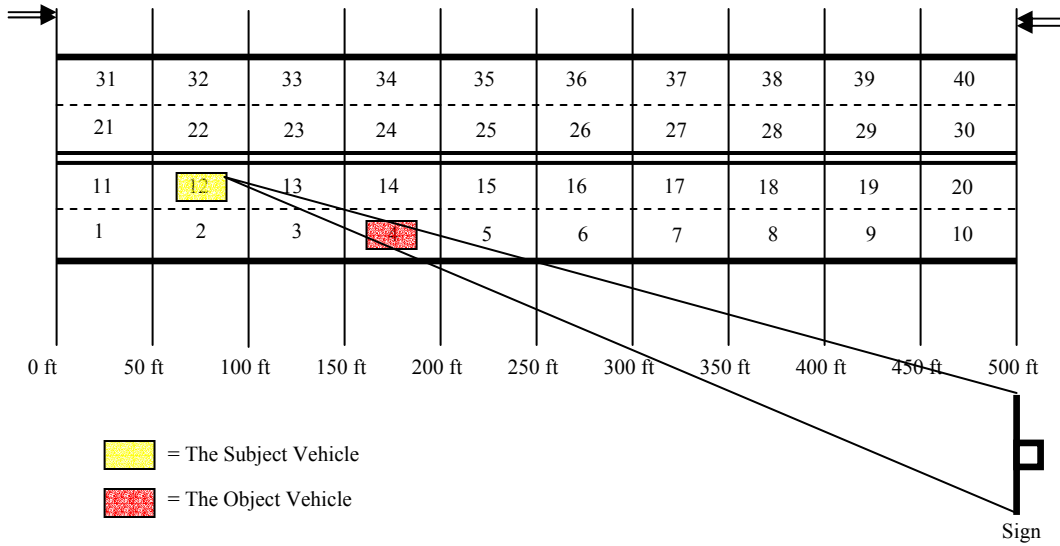 31 32 33 34 35 36 37 38 39 40
21 22 23 24 25 26 27 28 29 30
11 12 13 14 15 16 17 18 19 20
1 2 3 4 5 6 7 8 9 10
0 ft 50 ft 100 ft 150 ft 200 ft 250 ft 300 ft 350 ft 400 ft 450 ft 500 ft
= The Subject Vehicle
= The Object Vehicle
Sign